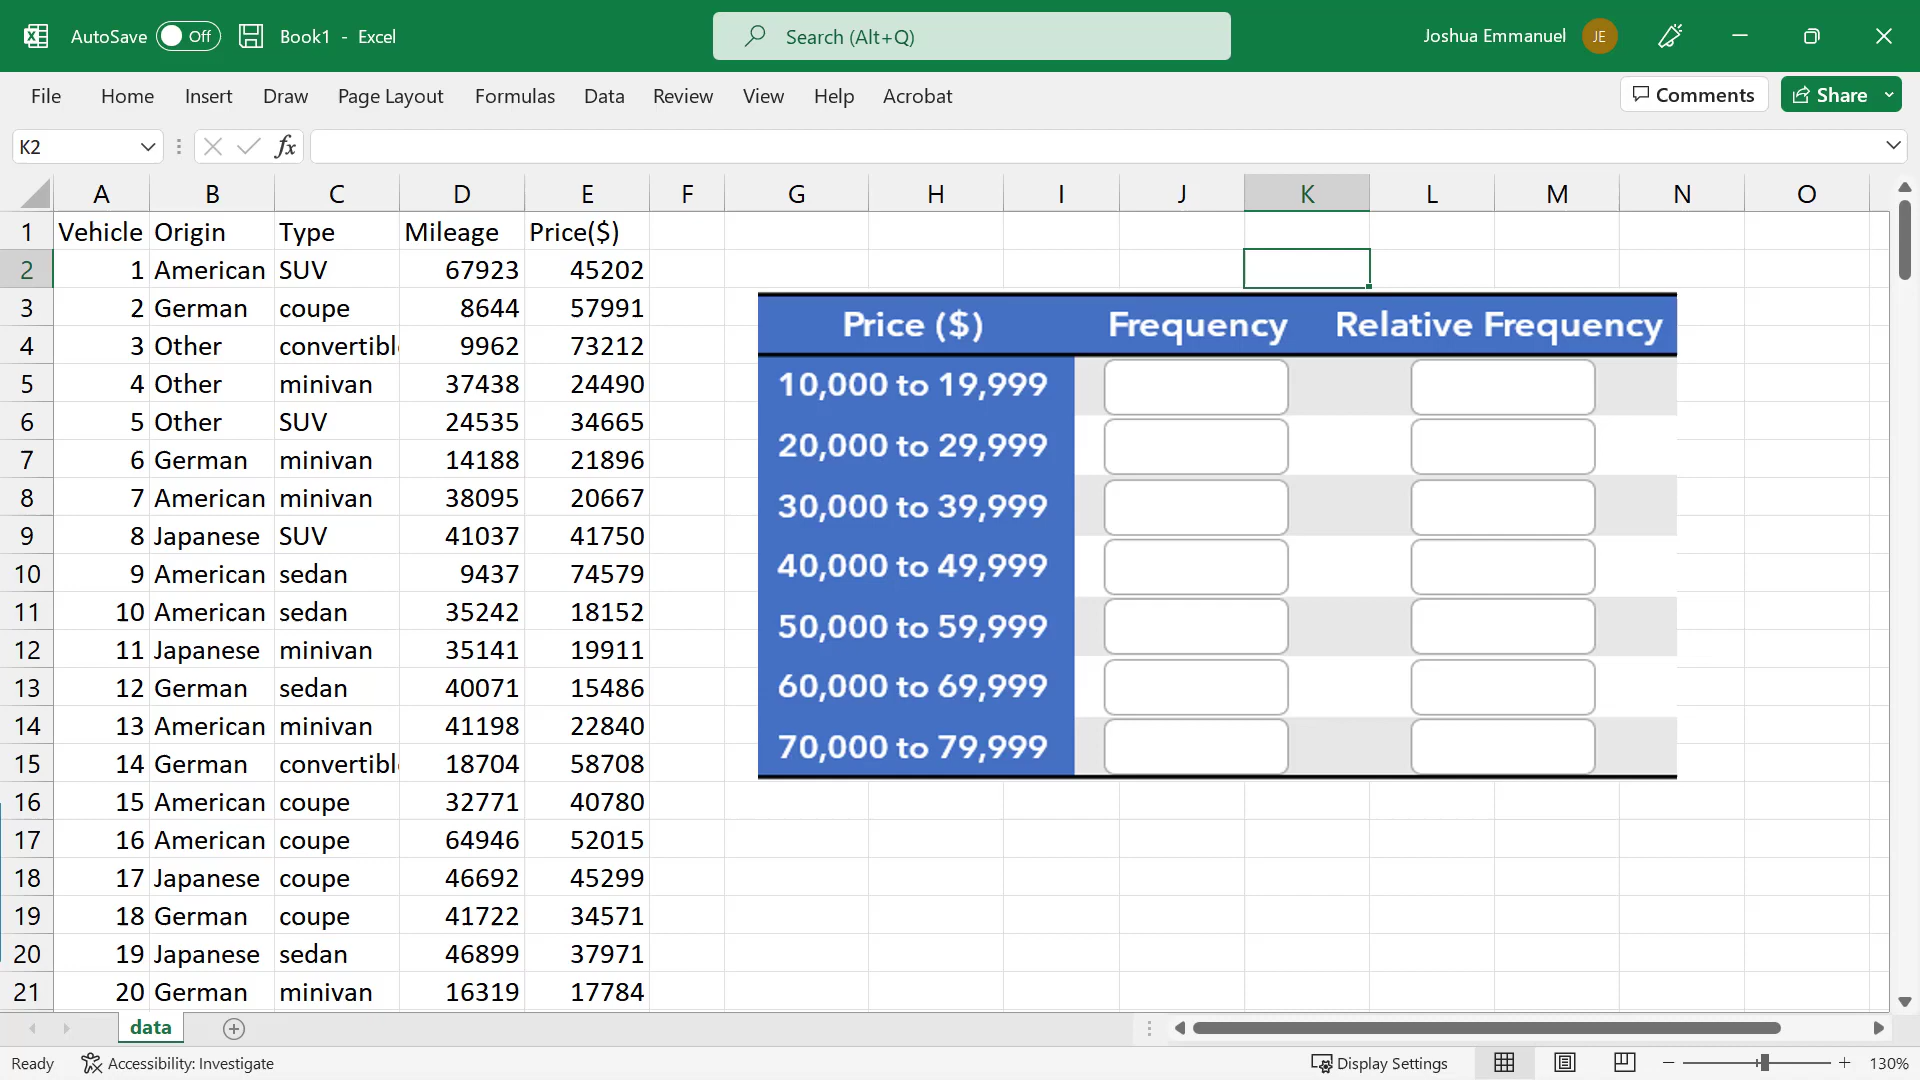 AutoSave Off Book1 - Excel Search (Alt+Q) Joshua Emmanuel JE
File Home Insert Draw Page Layout Formulas Data Review View Help Acrobat Comments Share
K2 fx
A B C D E F G H I J K L M N O
1 Vehicle Origin Type Mileage Price($)
2 1 American SUV 67923 45202
3 2 German coupe 8644 57991
4 3 Other convertibl 9962 73212
5 4 Other minivan 37438 24490
6 5 Other SUV 24535 34665
7 6 German minivan 14188 21896
8 7 American minivan 38095 20667
9 8 Japanese SUV 41037 41750
10 9 American sedan 9437 74579
11 10 American sedan 35242 18152
12 11 Japanese minivan 35141 19911
13 12 German sedan 40071 15486
14 13 American minivan 41198 22840
15 14 German convertibl 18704 58708
16 15 American coupe 32771 40780
17 16 American coupe 64946 52015
18 17 Japanese coupe 46692 45299
19 18 German coupe 41722 34571
20 19 Japanese sedan 46899 37971
21 20 German minivan 16319 17784
Price ($) Frequency Relative Frequency
10,000 to 19,999
20,000 to 29,999
30,000 to 39,999
40,000 to 49,999
50,000 to 59,999
60,000 to 69,999
70,000 to 79,999
data
Ready Accessibility: Investigate Display Settings 130%